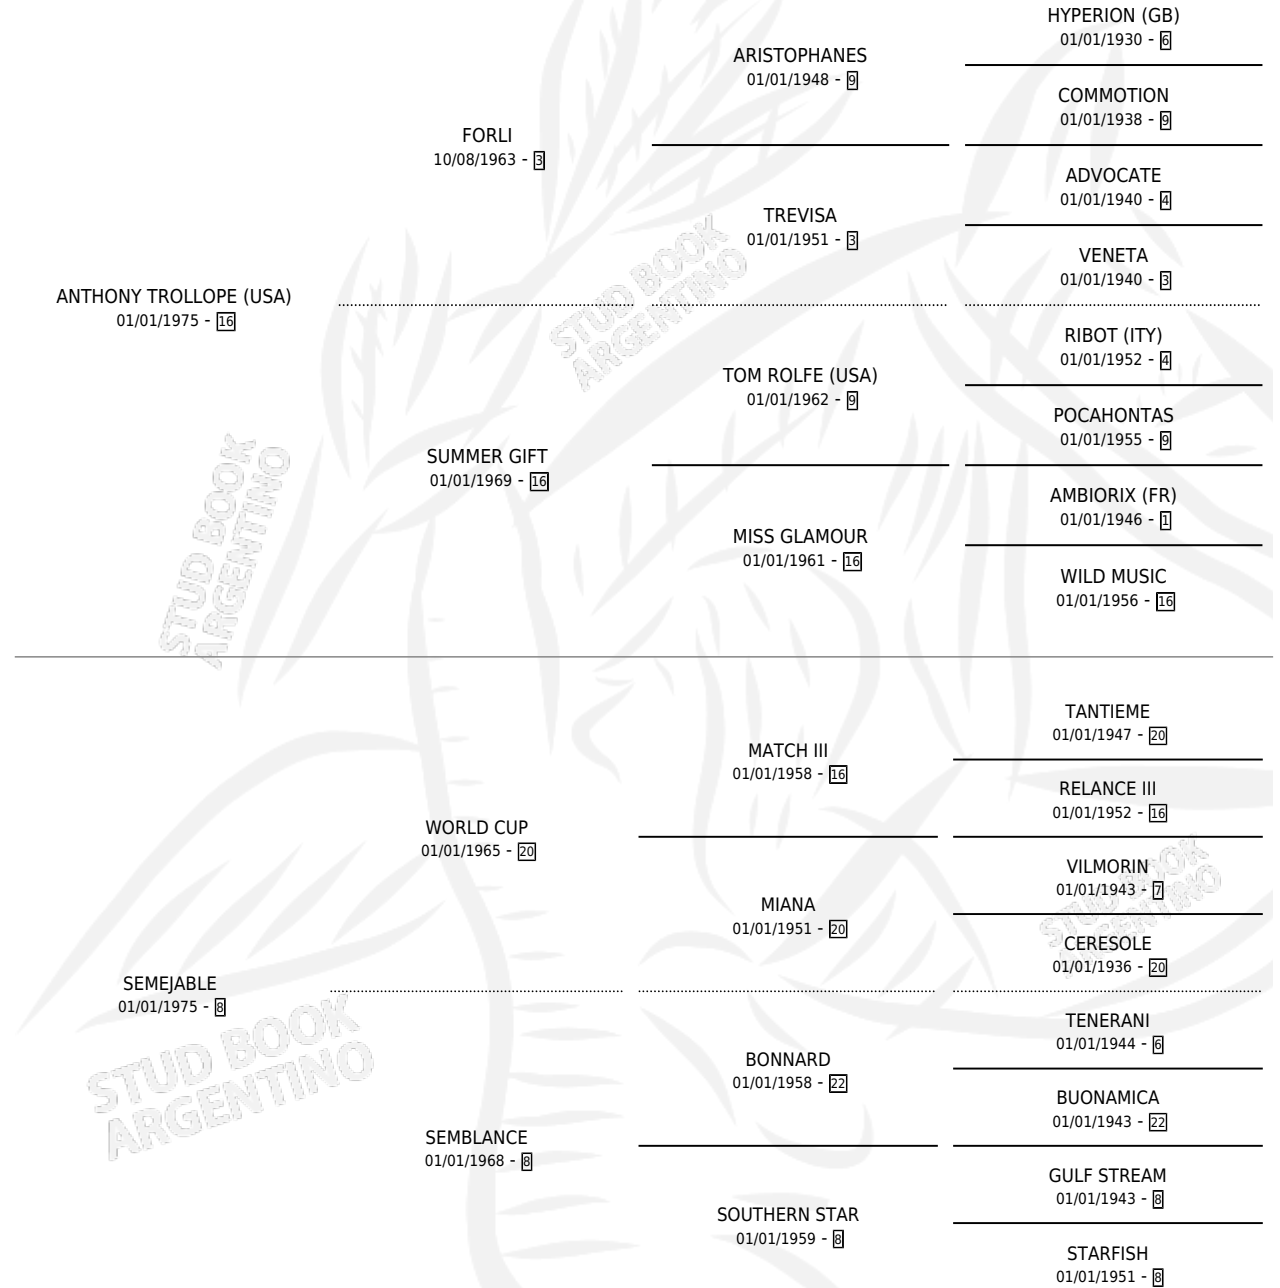 HYPERION (GB)
01/01/1930 - 6
ARISTOPHANES
01/01/1948 - 9
COMMOTION
01/01/1938 - 9
FORLI
10/08/1963 - 3
ADVOCATE
01/01/1940 - 4
TREVISA
01/01/1951 - 3
VENETA
01/01/1940 - 3
ANTHONY TROLLOPE (USA)
01/01/1975 - 16
STUD BOOK
ARGENTINO
RIBOT (ITY)
01/01/1952 - 4
TOM ROLFE (USA)
01/01/1962 - 9
POCAHONTAS
01/01/1955 - 9
SUMMER GIFT
01/01/1969 - 16
AMBIORIX (FR)
01/01/1946 - 1
MISS GLAMOUR
01/01/1961 - 16
WILD MUSIC
01/01/1956 - 16
STUD BOOK
ARGENTINO
TANTIEME
01/01/1947 - 20
MATCH III
01/01/1958 - 16
RELANCE III
01/01/1952 - 16
WORLD CUP
01/01/1965 - 20
VILMORIN
01/01/1943 - 7
MIANA
01/01/1951 - 20
CERESOLE
01/01/1936 - 20
STUD BOOK
ARGENTINO
SEMEJABLE
01/01/1975 - 8
TENERANI
01/01/1944 - 6
BONNARD
01/01/1958 - 22
BUONAMICA
01/01/1943 - 22
STUD BOOK
ARGENTINO
SEMBLANCE
01/01/1968 - 8
GULF STREAM
01/01/1943 - 8
SOUTHERN STAR
01/01/1959 - 8
STARFISH
01/01/1951 - 8